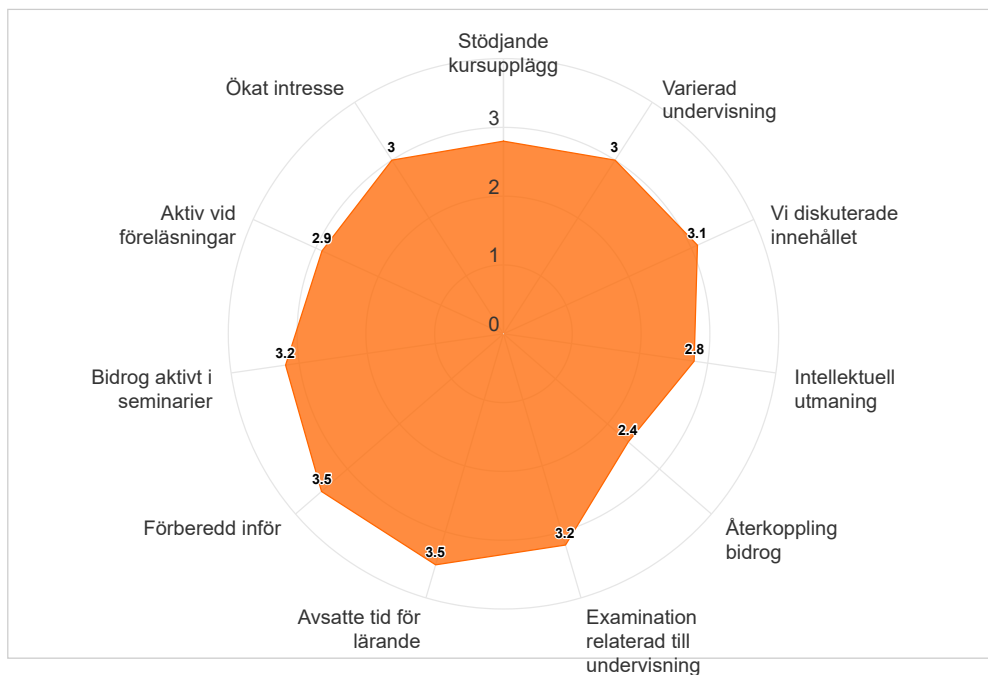 Stödjande
kursupplägg
Ökat intresse
Varierad
undervisning
3
3
3
2
Aktiv vid
föreläsningar
2.9
3.1
Vi diskuterade
innehållet
1
0
3.2
2.8
Bidrog aktivt i
seminarier
Intellektuell
utmaning
2.4
3.5
Förberedd inför
Återkoppling
bidrog
3.5
3.2
Avsatte tid för
lärande
Examination
relaterad till
undervisning